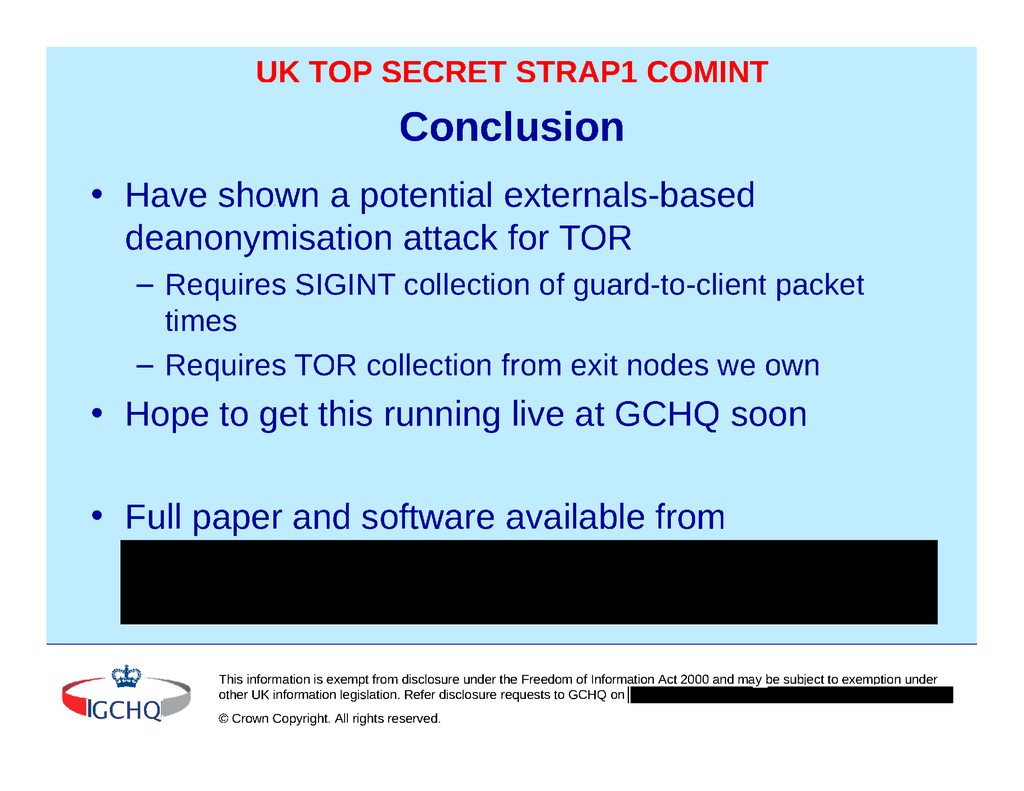 UK TOP SECRET STRAP1 COMINT
Conclusion
• Have shown a potential externals-based
deanonymisation attack for TOR
– Requires SIGINT collection of guard-to-client packet
times
– Requires TOR collection from exit nodes we own
• Hope to get this running live at GCHQ soon
• Full paper and software available from
GCHQ
This information is exempt from disclosure under the Freedom of Information Act 2000 and may be subject to exemption under
other UK information legislation. Refer disclosure requests to GCHQ on
© Crown Copyright. All rights reserved.